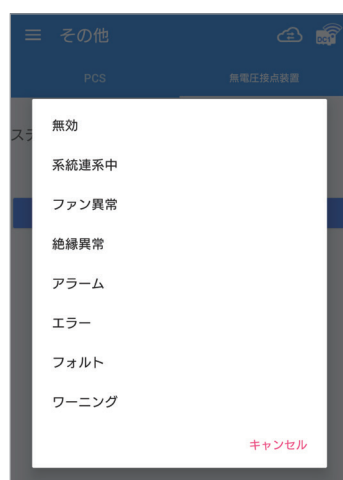 その他
PCS
無電圧接点装置
ステ
無効
系統連系中
ファン異常
絶縁異常
アラーム
エラー
フォルト
ワーニング
キャンセル